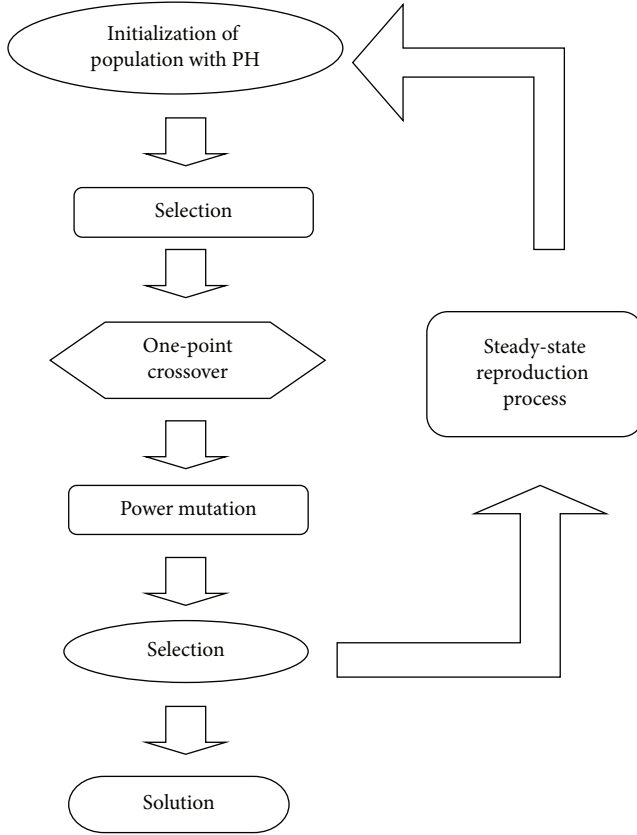 Initialization of
population with PH
Selection
One-point
crossover
Power mutation
Selection
Solution
Steady-state
reproduction
process